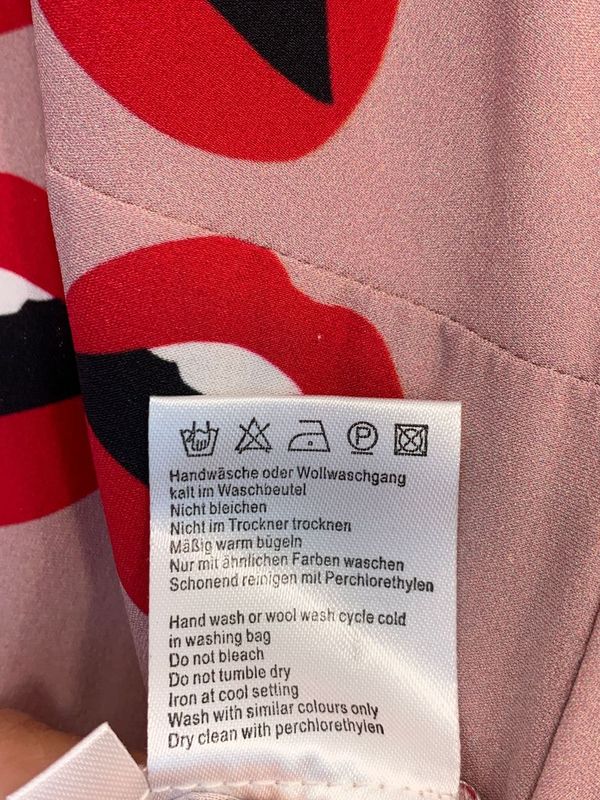 P
Handwäsche oder Wollwaschgang
kalt im Waschbeutel
Nicht bleichen
Nicht im Trockner trocknen
Mäßig warm bügeln
Nur mit ähnlichen Farben waschen
Schonend reinigen mit Perchlorethylen
Hand wash or wool wash cycle cold
in washing bag
Do not bleach
Do not tumble dry
Iron at cool setting
Wash with similar colours only
Dry clean with perchlorethylen